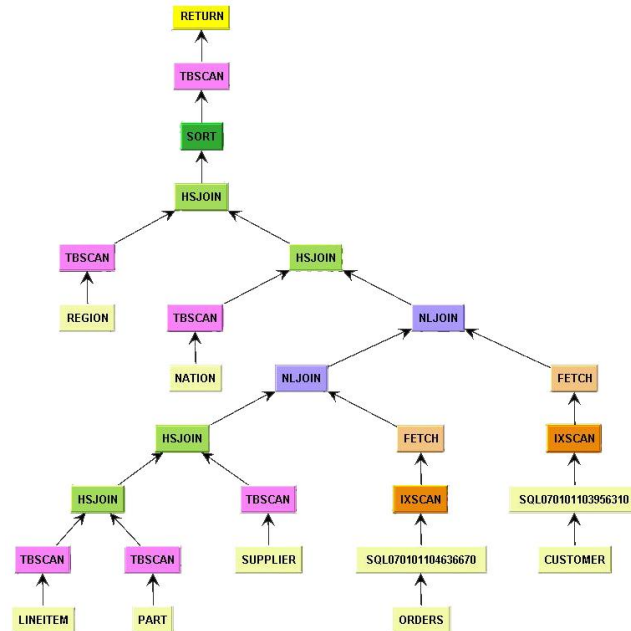 RETURN
TBSCAN
SORT
HSJOIN
TBSCAN
HSJOIN
REGION
TBSCAN
NLJOIN
NATION
NLJOIN
FETCH
HSJOIN
FETCH
IXSCAN
HSJOIN
TBSCAN
IXSCAN
SQL070101103956310
TBSCAN
TBSCAN
SUPPLIER
SQL070101104636670
CUSTOMER
LINEITEM
PART
ORDERS